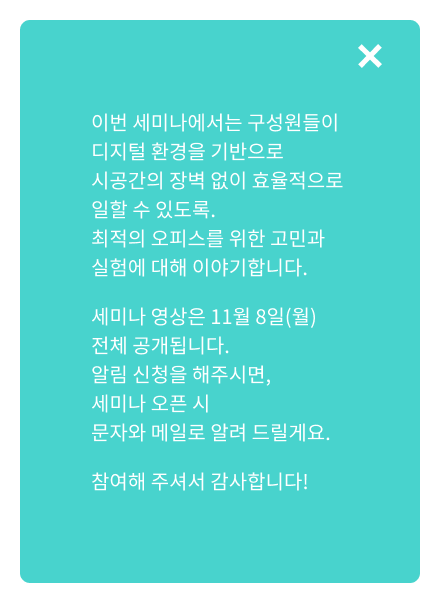 이번 세미나에서는 구성원들이
디지털 환경을 기반으로
시공간의 장벽 없이 효율적으로
일할 수 있도록.
최적의 오피스를 위한 고민과
실험에 대해 이야기합니다.
세미나 영상은 11월 8일(월)
전체 공개됩니다.
알림 신청을 해주시면,
세미나 오픈 시
문자와 메일로 알려 드릴게요.
참여해 주셔서 감사합니다!